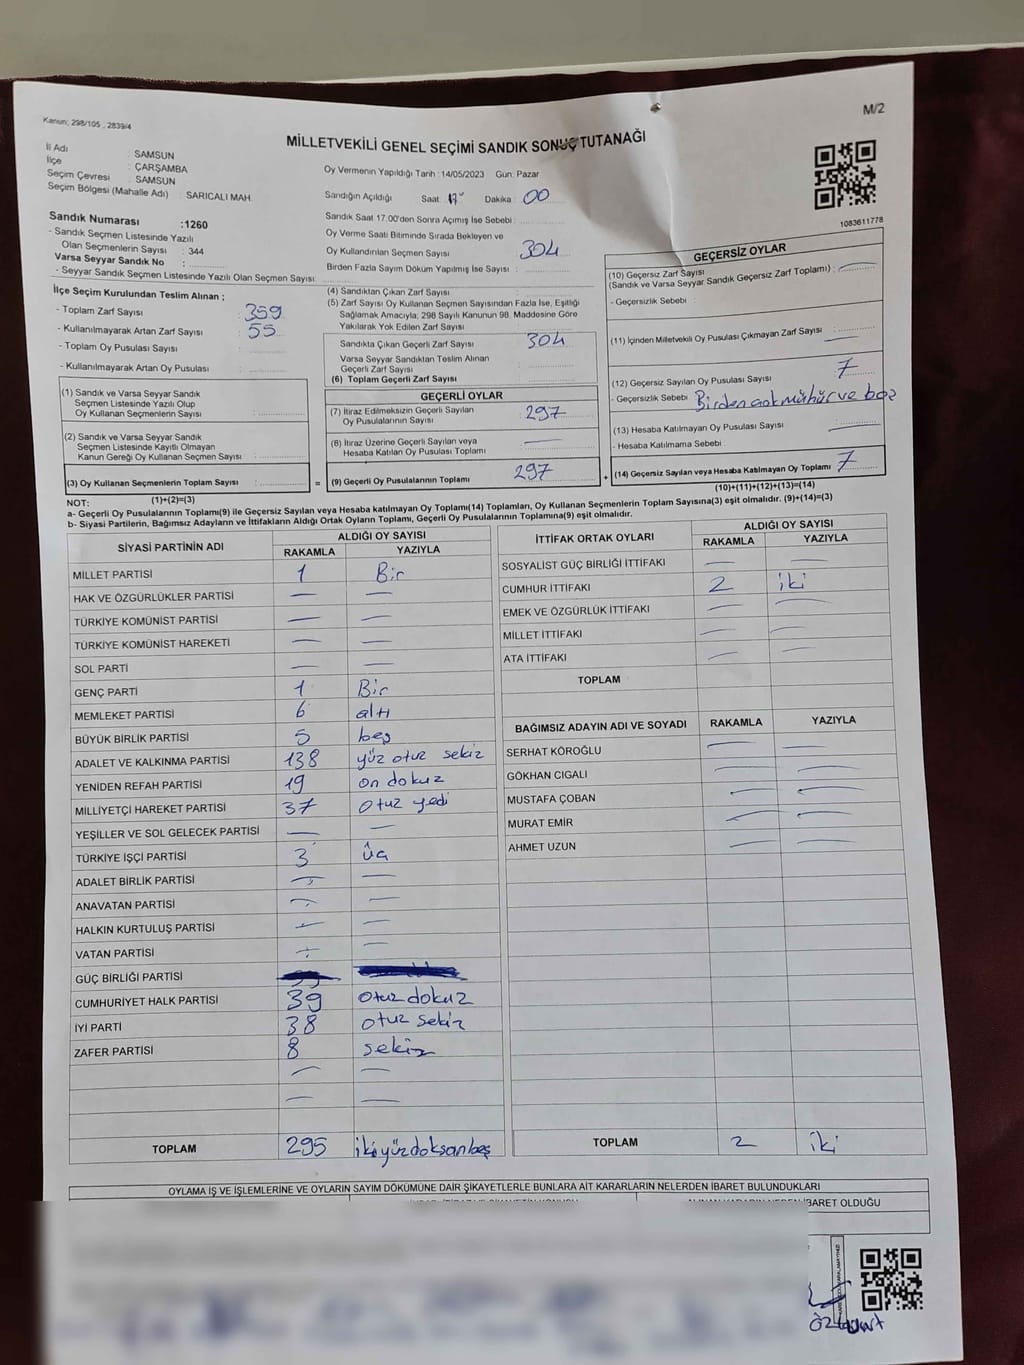 M/2
Kanun; 298/105 , 2839/4
MİLLETVEKİLİ GENEL SEÇİMİ SANDIK SONUÇ TUTANAĞI
İl Adı : SAMSUN
İlçe : ÇARŞAMBA
Seçim Çevresi : SAMSUN
Seçim Bölgesi (Mahalle Adı) : SARICALI MAH.
Oy Vermenin Yapıldığı Tarih : 14/05/2023 Gün: Pazar
Sandığın Açıldığı Saat : 17 Dakika : 00
Sandık Saat 17.00'den Sonra Açımış İse Sebebi :
Oy Verme Saati Bitiminde Sırada Bekleyen ve
Oy Kullandırılan Seçmen Sayısı : 304
Birden Fazla Sayım Döküm Yapılmış İse Sayısı :
1083611778
Sandık Numarası :1260
- Sandık Seçmen Listesinde Yazılı
Olan Seçmenlerin Sayısı : 344
Varsa Seyyar Sandık No :
- Seyyar Sandık Seçmen Listesinde Yazılı Olan Seçmen Sayısı:
İlçe Seçim Kurulundan Teslim Alınan ;
- Toplam Zarf Sayısı : 359
- Kullanılmayarak Artan Zarf Sayısı : 55
- Toplam Oy Pusulası Sayısı :
- Kullanılmayarak Artan Oy Pusulası :
(1) Sandık ve Varsa Seyyar Sandık
Seçmen Listesinde Yazılı Olup
Oy Kullanan Seçmenlerin Sayısı :
(2) Sandık ve Varsa Seyyar Sandık
Seçmen Listesinde Kayıtlı Olmayan
Kanun Gereği Oy Kullanan Seçmen Sayısı :
(3) Oy Kullanan Seçmenlerin Toplam Sayısı :
(4) Sandıktan Çıkan Zarf Sayısı :
(5) Zarf Sayısı Oy Kullanan Seçmen Sayısından Fazla İse, Eşitliği
Sağlamak Amacıyla; 298 Sayılı Kanunun 98. Maddesine Göre
Yakılarak Yok Edilen Zarf Sayısı :
Sandıkta Çıkan Geçerli Zarf Sayısı : 304
Varsa Seyyar Sandıktan Teslim Alınan
Geçerli Zarf Sayısı :
(6) Toplam Geçerli Zarf Sayısı :
GEÇERLİ OYLAR
(7) İtiraz Edilmeksizin Geçerli Sayılan
Oy Pusulalarının Sayısı : 297
(8) İtiraz Üzerine Geçerli Sayılan veya
Hesaba Katılan Oy Pusulası Toplamı :
= (9) Geçerli Oy Pusulalarının Toplamı : 297
GEÇERSİZ OYLAR
(10) Geçersiz Zarf Sayısı
(Sandık ve Varsa Seyyar Sandık Geçersiz Zarf Toplamı) :
- Geçersizlik Sebebi :
(11) İçinden Milletvekili Oy Pusulası Çıkmayan Zarf Sayısı :
(12) Geçersiz Sayılan Oy Pusulası Sayısı : 7
- Geçersizlik Sebebi : Birden çok mühür ve boş
(13) Hesaba Katılmayan Oy Pusulası Sayısı :
- Hesaba Katılmama Sebebi :
+ (14) Geçersiz Sayılan veya Hesaba Katılmayan Oy Toplamı : 7
(10)+(11)+(12)+(13)=(14)
NOT: (1)+(2)=(3)
a- Geçerli Oy Pusulalarının Toplamı(9) ile Geçersiz Sayılan veya Hesaba katılmayan Oy Toplamı(14) Toplamları, Oy Kullanan Seçmenlerin Toplam Sayısına(3) eşit olmalıdır. (9)+(14)=(3)
b- Siyasi Partilerin, Bağımsız Adayların ve İttifakların Aldığı Ortak Oyların Toplamı, Geçerli Oy Pusulalarının Toplamına(9) eşit olmalıdır.
SİYASİ PARTİNİN ADI ALDIĞI OY SAYISI
RAKAMLA YAZIYLA
MİLLET PARTİSİ 1 Bir
HAK VE ÖZGÜRLÜKLER PARTİSİ — —
TÜRKİYE KOMÜNİST PARTİSİ — —
TÜRKİYE KOMÜNİST HAREKETİ — —
SOL PARTİ — —
GENÇ PARTİ 1 Bir
MEMLEKET PARTİSİ 6 altı
BÜYÜK BİRLİK PARTİSİ 5 beş
ADALET VE KALKINMA PARTİSİ 138 yüz otuz sekiz
YENİDEN REFAH PARTİSİ 19 on dokuz
MİLLİYETÇİ HAREKET PARTİSİ 37 otuz yedi
YEŞİLLER VE SOL GELECEK PARTİSİ — —
TÜRKİYE İŞÇİ PARTİSİ 3 üç
ADALET BİRLİK PARTİSİ — —
ANAVATAN PARTİSİ — —
HALKIN KURTULUŞ PARTİSİ — —
VATAN PARTİSİ — —
GÜÇ BİRLİĞİ PARTİSİ
CUMHURİYET HALK PARTİSİ 39 otuz dokuz
İYİ PARTİ 38 otuz sekiz
ZAFER PARTİSİ 8 sekiz
TOPLAM 295 iki yüz doksan beş
İTTİFAK ORTAK OYLARI ALDIĞI OY SAYISI
RAKAMLA YAZIYLA
SOSYALİST GÜÇ BİRLİĞİ İTTİFAKI — —
CUMHUR İTTİFAKI 2 iki
EMEK VE ÖZGÜRLÜK İTTİFAKI — —
MİLLET İTTİFAKI — —
ATA İTTİFAKI — —
TOPLAM
BAĞIMSIZ ADAYIN ADI VE SOYADI RAKAMLA YAZIYLA
SERHAT KÖROĞLU — —
GÖKHAN CIGALI — —
MUSTAFA ÇOBAN — —
MURAT EMİR — —
AHMET UZUN — —
TOPLAM 2 iki
OYLAMA İŞ VE İŞLEMLERİNE VE OYLARIN SAYIM DÖKÜMÜNE DAİR ŞİKAYETLERLE BUNLARA AİT KARARLARIN NELERDEN İBARET BULUNDUKLARI
İBARET OLDUĞU